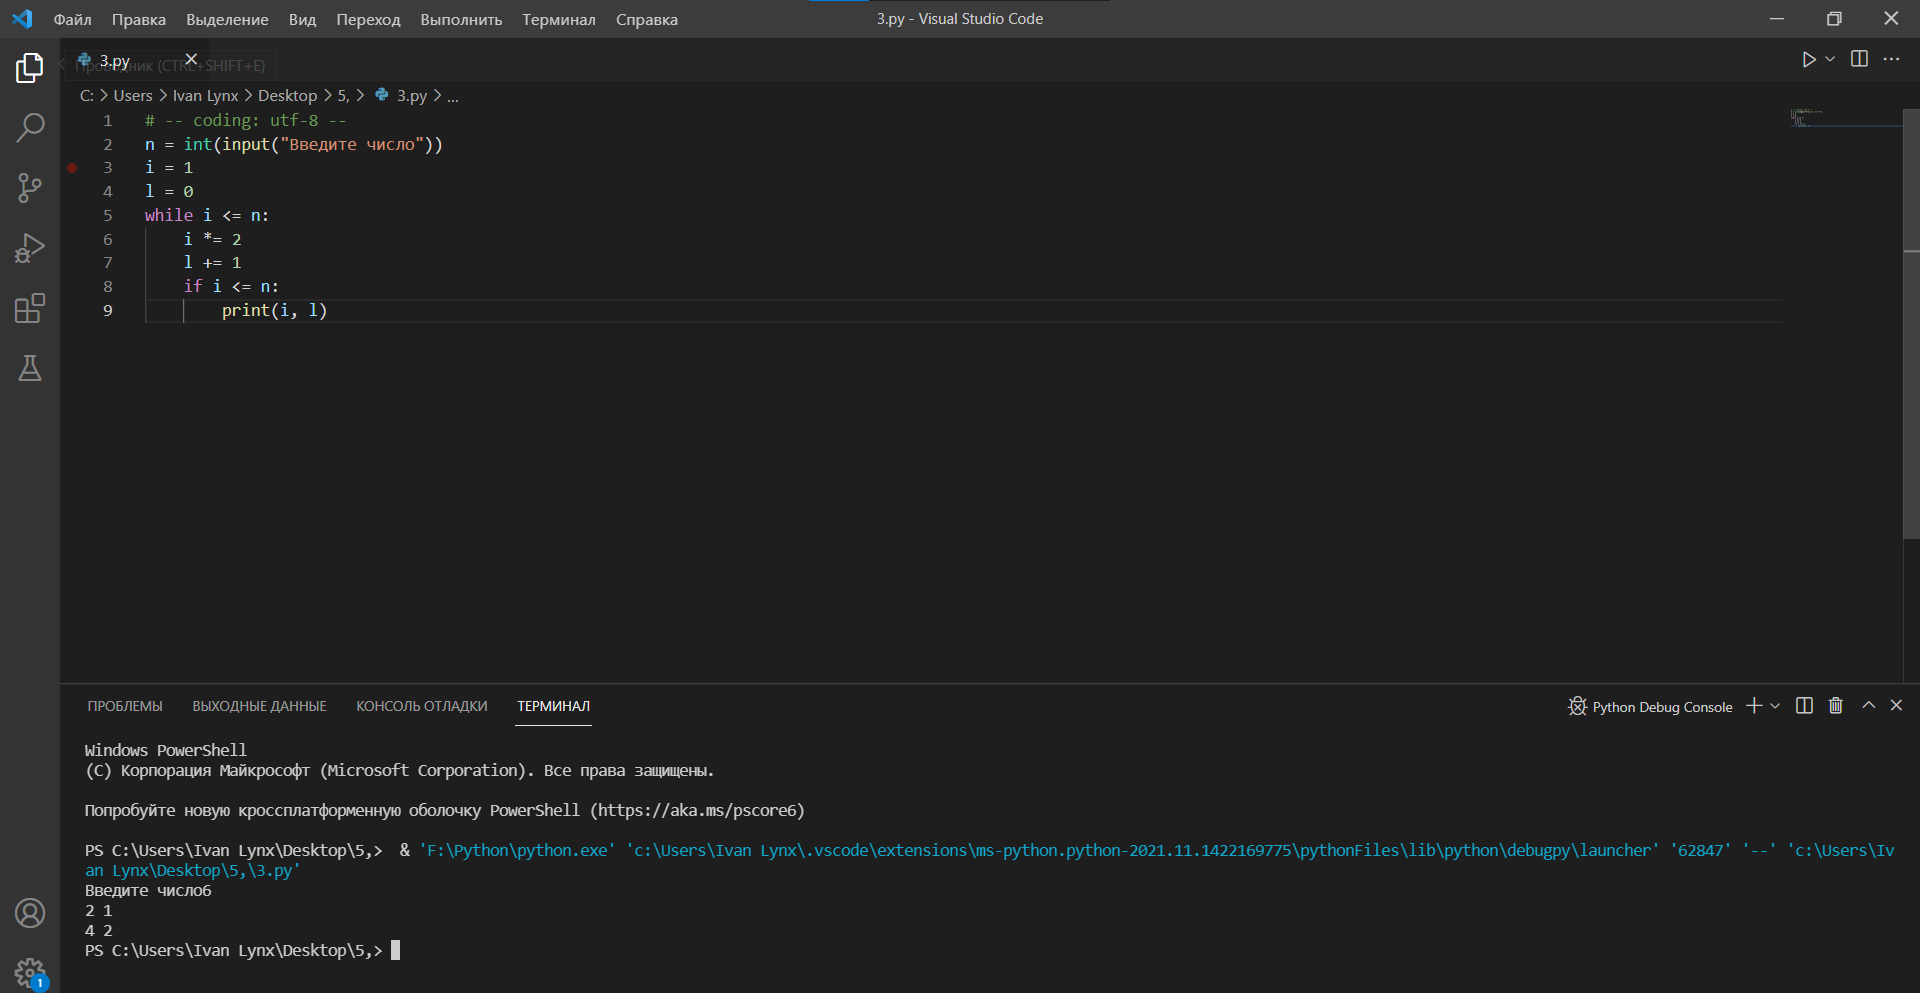 Файл Правка Выделение Вид Переход Выполнить Терминал Справка 3.py - Visual Studio Code
3.py
Проводник (CTRL+SHIFT+E)
C: > Users > Ivan Lynx > Desktop > 5, > 3.py > ...
1 # -- coding: utf-8 --
2 n = int(input("Введите число"))
3 i = 1
4 l = 0
5 while i <= n:
6 i *= 2
7 l += 1
8 if i <= n:
9 print(i, l)
ПРОБЛЕМЫ ВЫХОДНЫЕ ДАННЫЕ КОНСОЛЬ ОТЛАДКИ ТЕРМИНАЛ Python Debug Console
Windows PowerShell
(C) Корпорация Майкрософт (Microsoft Corporation). Все права защищены.
Попробуйте новую кроссплатформенную оболочку PowerShell (https://aka.ms/pscore6)
PS C:\Users\Ivan Lynx\Desktop\5,> & 'F:\Python\python.exe' 'c:\Users\Ivan Lynx\.vscode\extensions\ms-python.python-2021.11.1422169775\pythonFiles\lib\python\debugpy\launcher' '62847' '--' 'c:\Users\Iv
an Lynx\Desktop\5,\3.py'
Введите число6
2 1
4 2
PS C:\Users\Ivan Lynx\Desktop\5,>
1